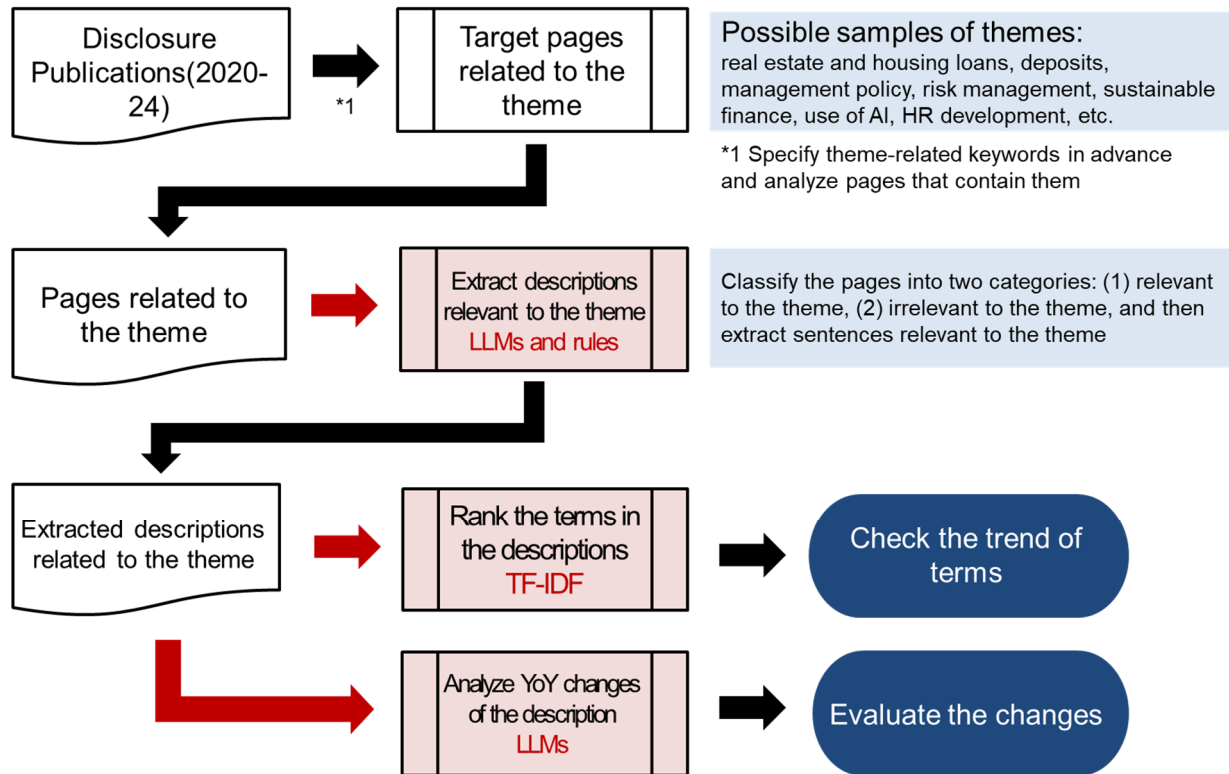 Disclosure
Publications(2020-
24)
*1
Target pages
related to the
theme
Possible samples of themes:
real estate and housing loans, deposits,
management policy, risk management, sustainable
finance, use of AI, HR development, etc.
*1 Specify theme-related keywords in advance
and analyze pages that contain them
Pages related to
the theme
Extract descriptions
relevant to the theme
LLMs and rules
Classify the pages into two categories: (1) relevant
to the theme, (2) irrelevant to the theme, and then
extract sentences relevant to the theme
Extracted descriptions
related to the theme
Rank the terms in
the descriptions
TF-IDF
Check the trend of
terms
Analyze YoY changes
of the description
LLMs
Evaluate the changes